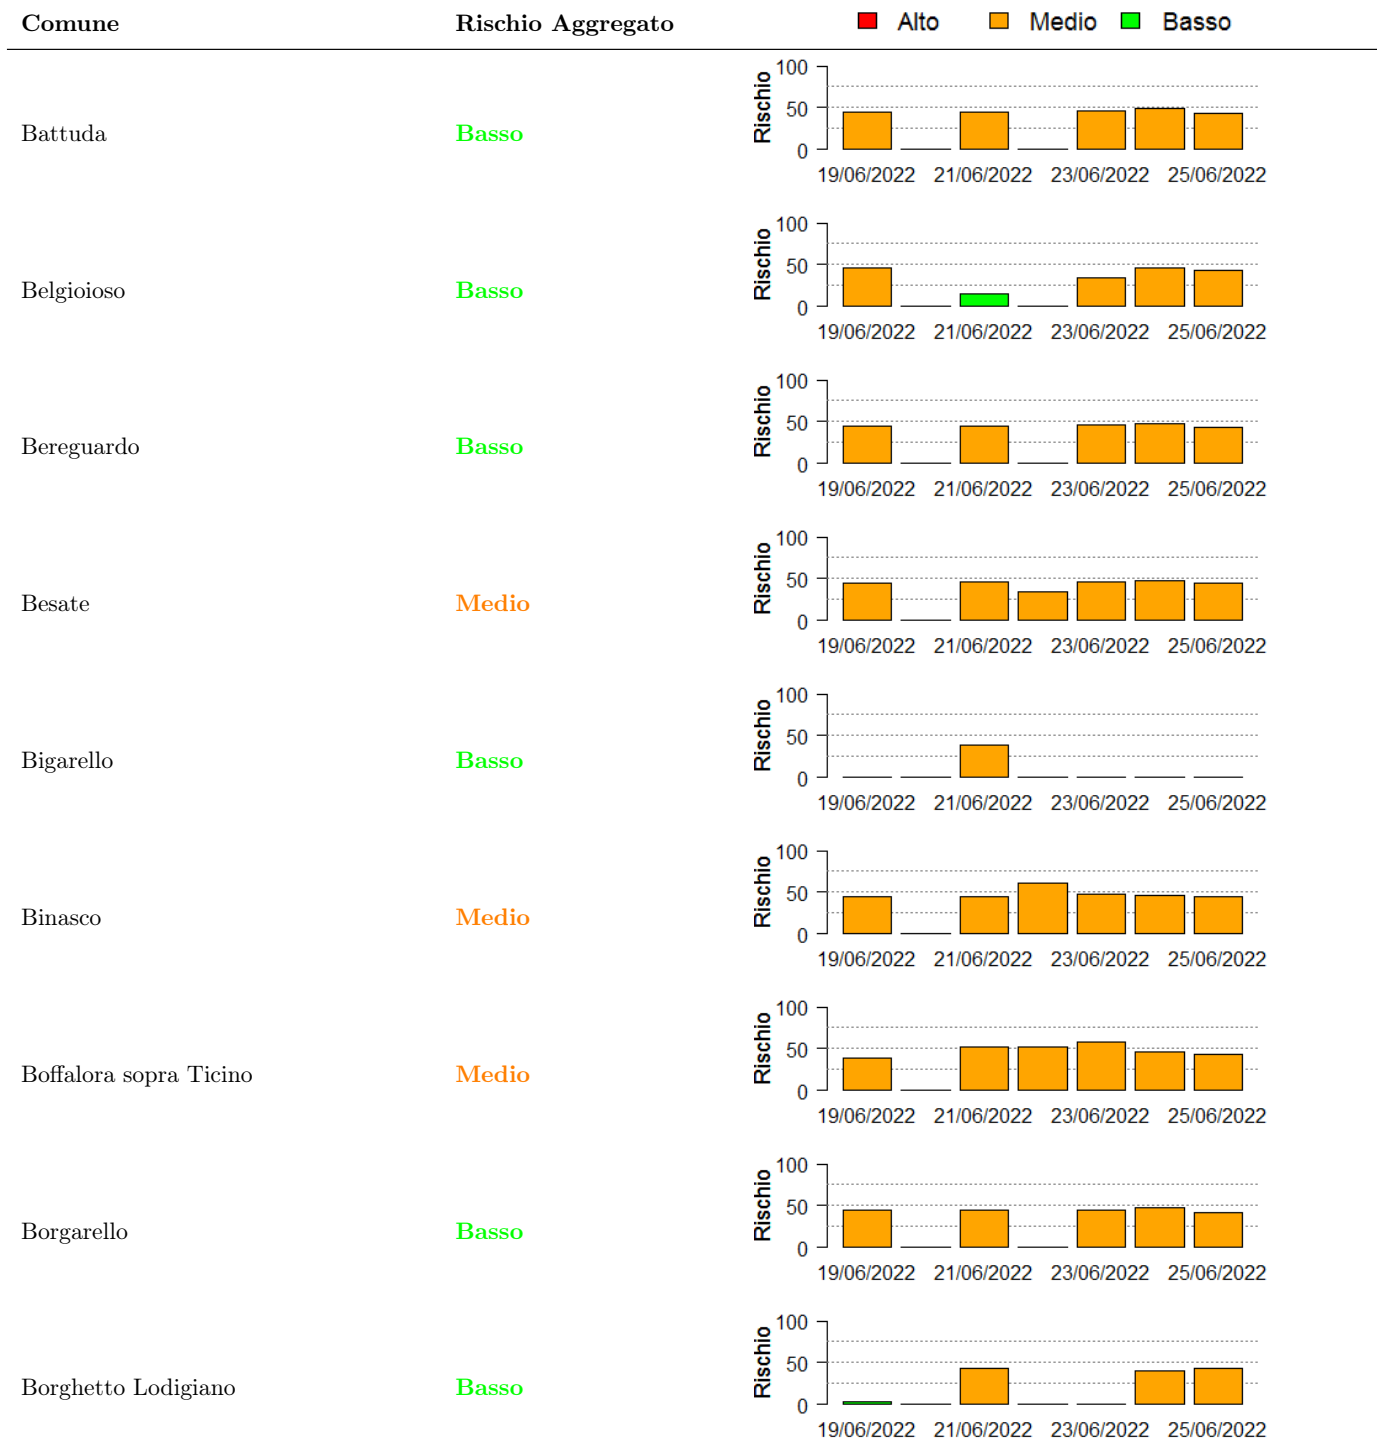 Comune Rischio Aggregato Alto Medio Basso
100
50
0
Rischio
Battuda Basso
19/06/2022 21/06/2022 23/06/2022 25/06/2022
100
50
0
Rischio
Belgioioso Basso
19/06/2022 21/06/2022 23/06/2022 25/06/2022
100
50
0
Rischio
Bereguardo Basso
19/06/2022 21/06/2022 23/06/2022 25/06/2022
100
50
0
Rischio
Besate Medio
19/06/2022 21/06/2022 23/06/2022 25/06/2022
100
50
0
Rischio
Bigarello Basso
19/06/2022 21/06/2022 23/06/2022 25/06/2022
100
50
0
Rischio
Binasco Medio
19/06/2022 21/06/2022 23/06/2022 25/06/2022
100
50
0
Rischio
Boffalora sopra Ticino Medio
19/06/2022 21/06/2022 23/06/2022 25/06/2022
100
50
0
Rischio
Borgarello Basso
19/06/2022 21/06/2022 23/06/2022 25/06/2022
100
50
0
Rischio
Borghetto Lodigiano Basso
19/06/2022 21/06/2022 23/06/2022 25/06/2022